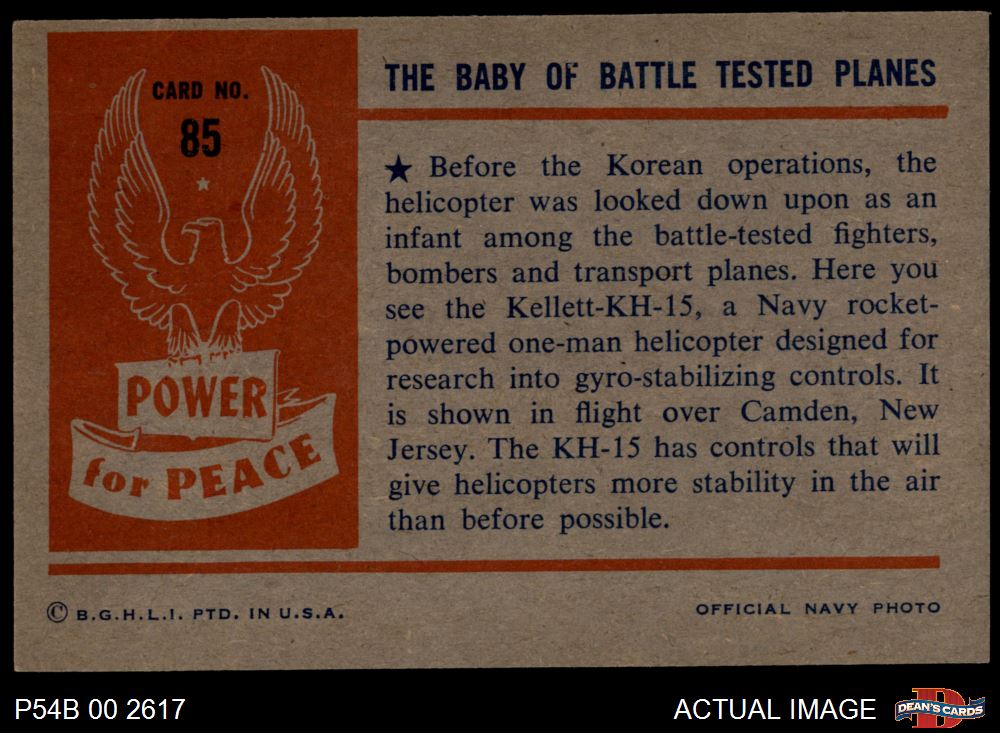 CARD NO.
85
POWER
for PEACE
THE BABY OF BATTLE TESTED PLANES
★ Before the Korean operations, the
helicopter was looked down upon as an
infant among the battle-tested fighters,
bombers and transport planes. Here you
see the Kellett-KH-15, a Navy rocket-
powered one-man helicopter designed for
research into gyro-stabilizing controls. It
is shown in flight over Camden, New
Jersey. The KH-15 has controls that will
give helicopters more stability in the air
than before possible.
© B.G.H.L.I. PTD. IN U.S.A.
OFFICIAL NAVY PHOTO
P54B 00 2617
ACTUAL IMAGE
D
DEAN'S CARDS